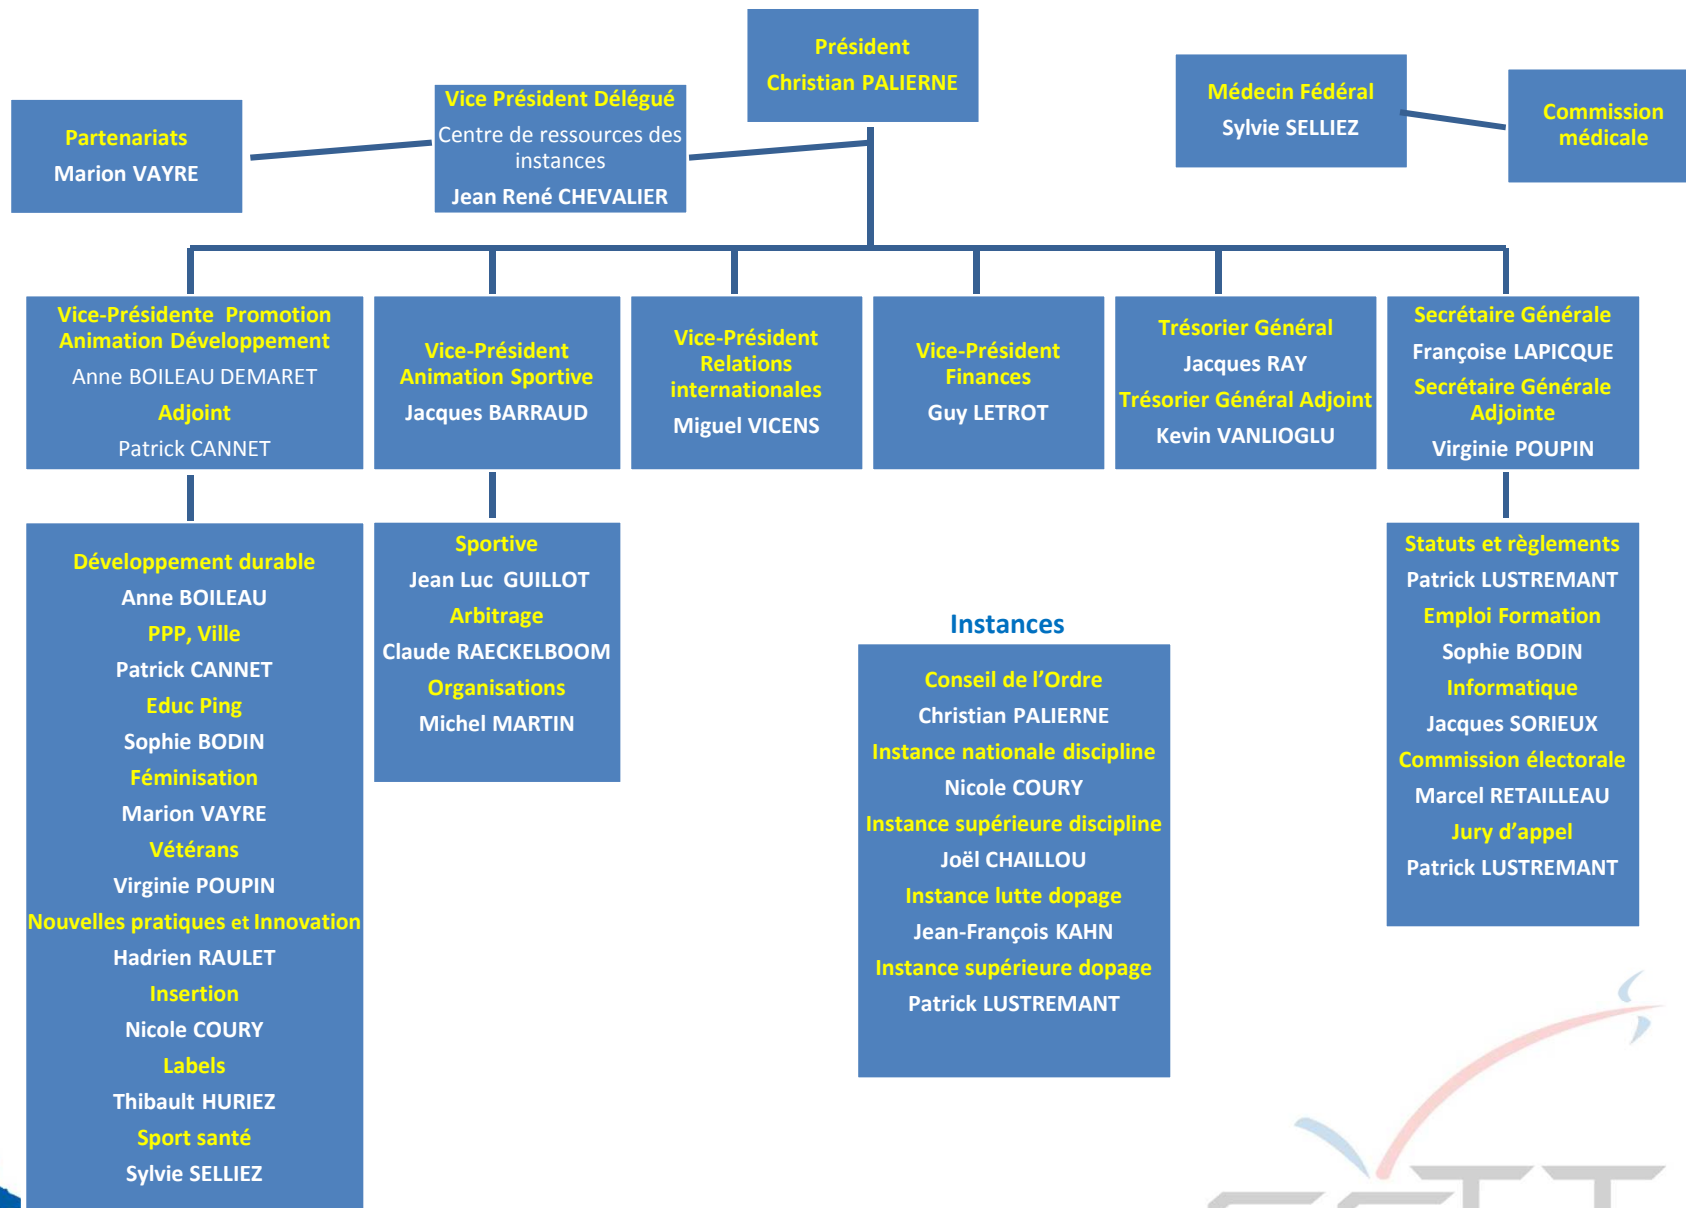 Président
Christian PALIERNE
Vice Président Délégué
Centre de ressources des
instances
Jean René CHEVALIER
Partenariats
Marion VAYRE
Médecin Fédéral
Sylvie SELLIEZ
Commission
médicale
Vice-Présidente Promotion
Animation Développement
Anne BOILEAU DEMARET
Adjoint
Patrick CANNET
Vice-Président
Animation Sportive
Jacques BARRAUD
Vice-Président
Relations
internationales
Miguel VICENS
Vice-Président
Finances
Guy LETROT
Trésorier Général
Jacques RAY
Trésorier Général Adjoint
Kevin VANLIOGLU
Secrétaire Générale
Françoise LAPICQUE
Secrétaire Générale
Adjointe
Virginie POUPIN
Développement durable
Anne BOILEAU
PPP, Ville
Patrick CANNET
Educ Ping
Sophie BODIN
Féminisation
Marion VAYRE
Vétérans
Virginie POUPIN
Nouvelles pratiques et Innovation
Hadrien RAULET
Insertion
Nicole COURY
Labels
Thibault HURIEZ
Sport santé
Sylvie SELLIEZ
Sportive
Jean Luc GUILLOT
Arbitrage
Claude RAECKELBOOM
Organisations
Michel MARTIN
Instances
Conseil de l’Ordre
Christian PALIERNE
Instance nationale discipline
Nicole COURY
Instance supérieure discipline
Joël CHAILLOU
Instance lutte dopage
Jean-François KAHN
Instance supérieure dopage
Patrick LUSTREMANT
Statuts et règlements
Patrick LUSTREMANT
Emploi Formation
Sophie BODIN
Informatique
Jacques SORIEUX
Commission électorale
Marcel RETAILLEAU
Jury d’appel
Patrick LUSTREMANT